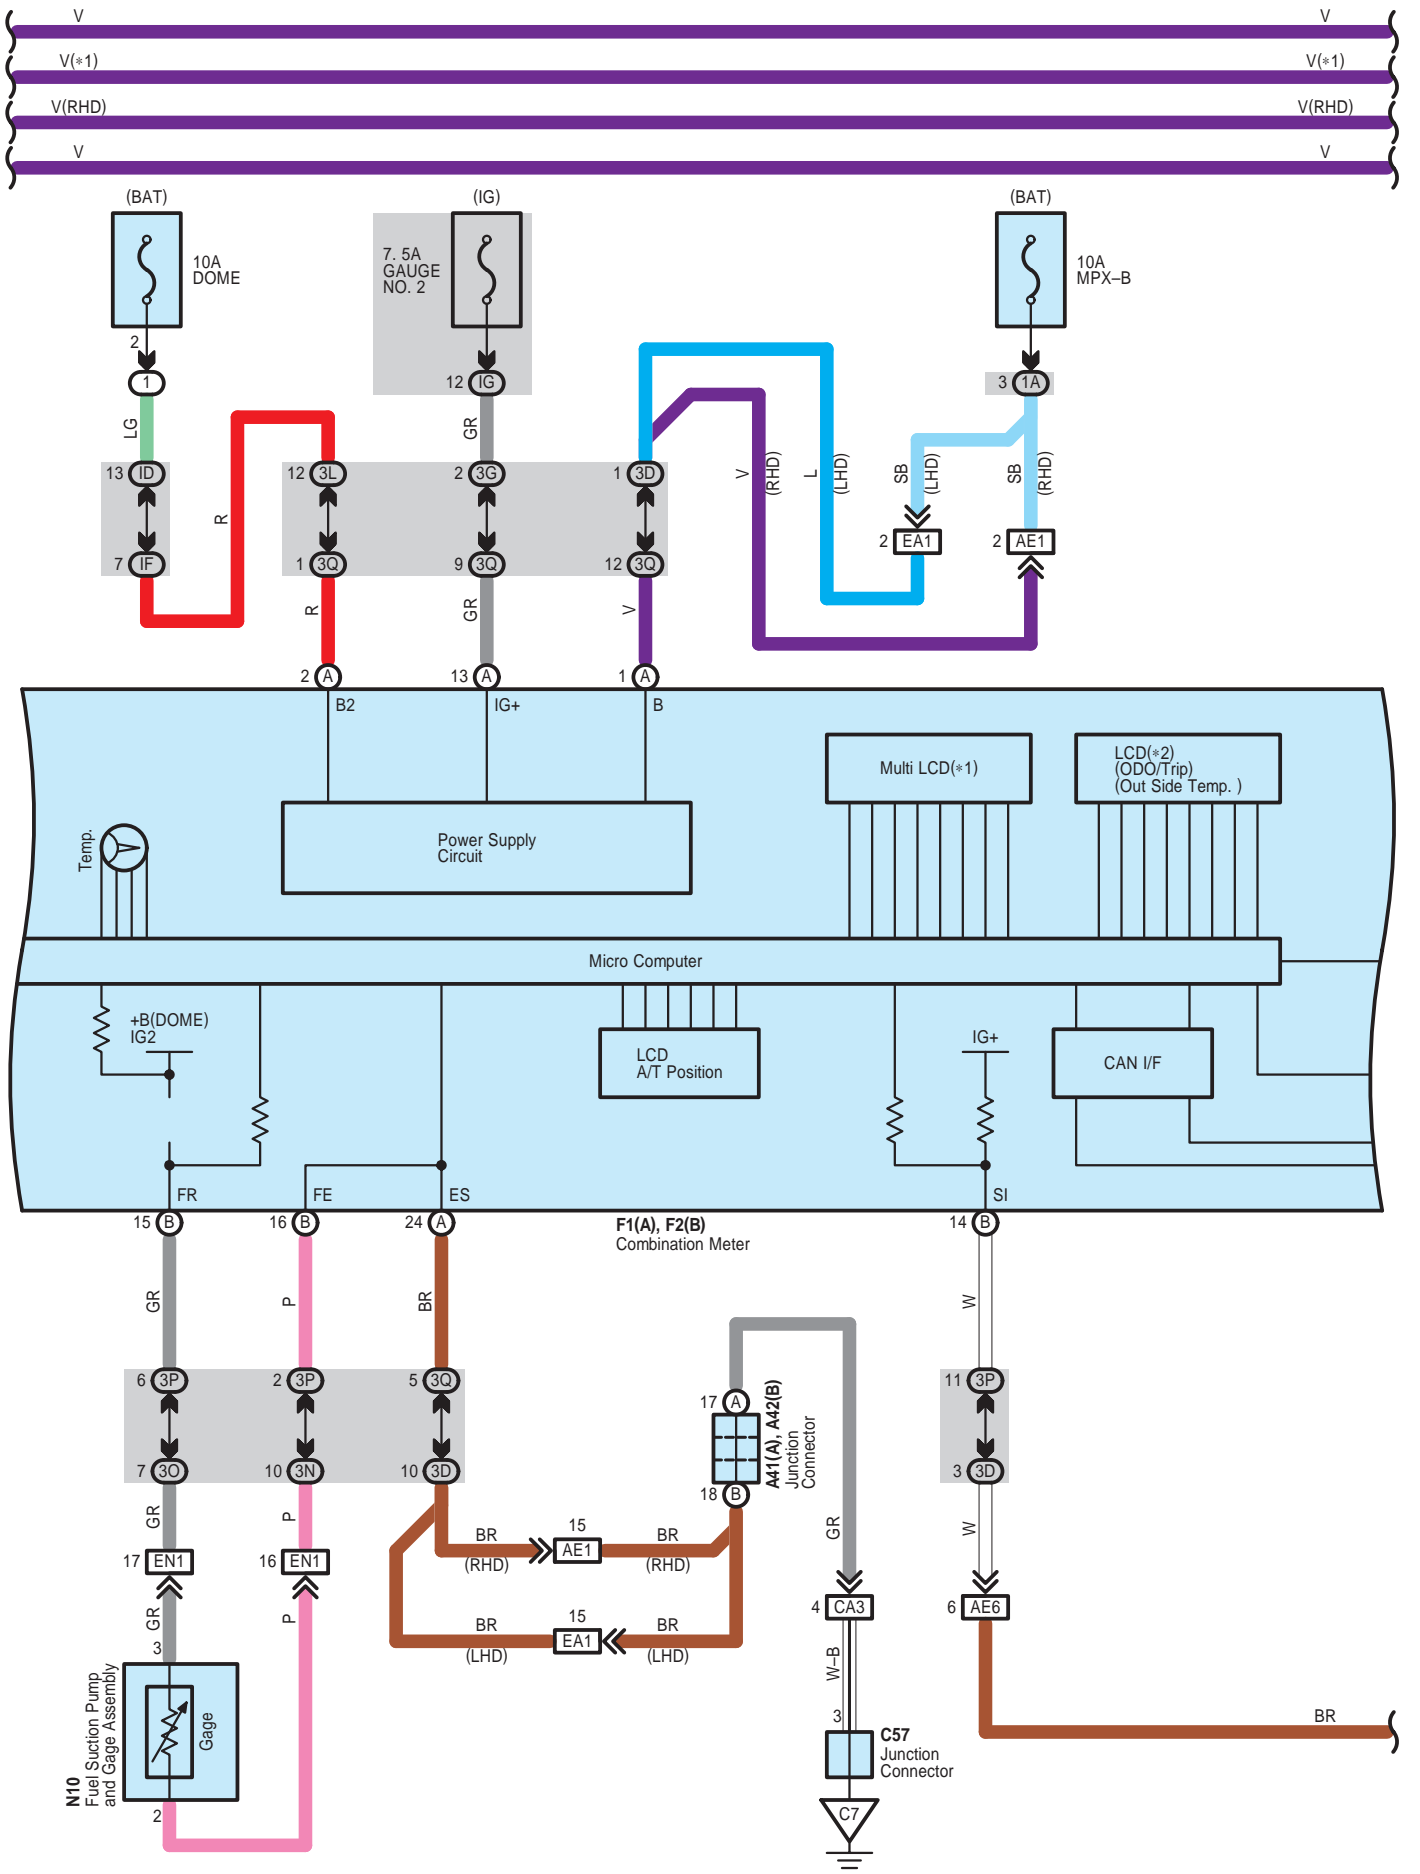 V V
V(*1) V(*1)
V(RHD) V(RHD)
V V
(BAT) (IG) (BAT)
10A
DOME
7. 5A
GAUGE
NO. 2
10A
MPX–B
2
1
12 IG
3 1A
LG
GR
13 ID
12 3L
2 3G
1 3D
R
V
(RHD)
L
(LHD)
SB
(LHD)
SB
(RHD)
2 EA1
2 AE1
7 IF
1 3Q
9 3Q
12 3Q
R
GR
V
2 A
13 A
1 A
B2
IG+
B
Multi LCD(*1)
LCD(*2)
(ODO/Trip)
(Out Side Temp. )
Temp.
Power Supply
Circuit
Micro Computer
+B(DOME)
IG2
LCD
A/T Position
IG+
CAN I/F
FR
FE
ES
SI
15 B
16 B
24 A
F1(A), F2(B)
Combination Meter
14 B
GR
P
BR
W
6 3P
2 3P
5 3Q
17 A
A41(A), A42(B)
Junction
Connector
11 3P
7 3O
10 3N
10 3D
18 B
3 3D
GR
P
BR
(RHD)
15
AE1
BR
(RHD)
GR
W
17 EN1
16 EN1
4 CA3
6 AE6
GR
P
BR
(LHD)
15
EA1
BR
(LHD)
W–B
3
N10
Fuel Suction Pump
and Gage Assembly
Gage
2
3
C57
Junction
Connector
C7
BR